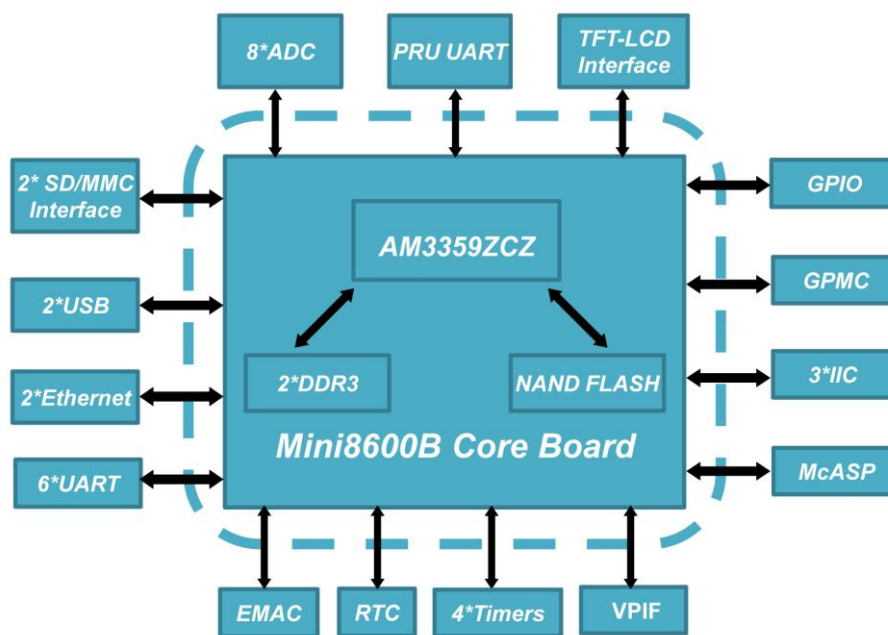 8*ADC
PRU UART
TFT-LCD
Interface
2* SD/MMC
Interface
GPIO
AM3359ZCZ
2*USB
GPMC
2*DDR3
NAND FLASH
3*IIC
2*Ethernet
Mini8600B Core Board
6*UART
McASP
EMAC
RTC
4*Timers
VPIF